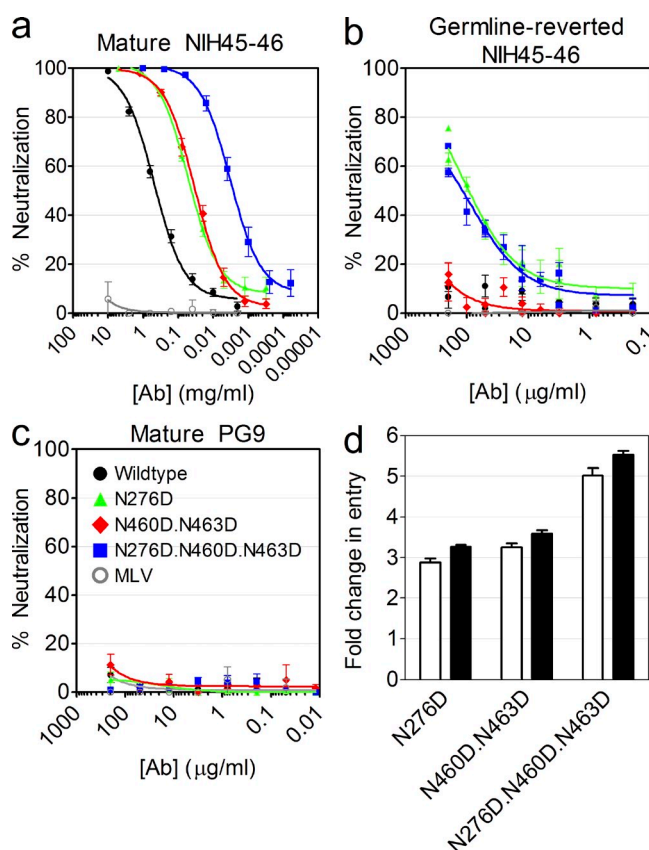 a
Mature NIH45-46
% Neutralization
100
80
60
40
20
0
100
10
1
0.1
0.01
0.001
0.0001
0.00001
[Ab] (mg/ml)
b
Germline-reverted
NIH45-46
% Neutralization
100
80
60
40
20
0
1000
100
10
1
0.1
[Ab] (μg/ml)
c
Mature PG9
% Neutralization
100
80
60
40
20
0
Wildtype
N276D
N460D.N463D
N276D.N460D.N463D
MLV
1000
100
10
1
0.1
0.01
[Ab] (μg/ml)
d
Fold change in entry
6
5
4
3
2
1
0
N276D
N460D.N463D
N276D.N460D.N463D